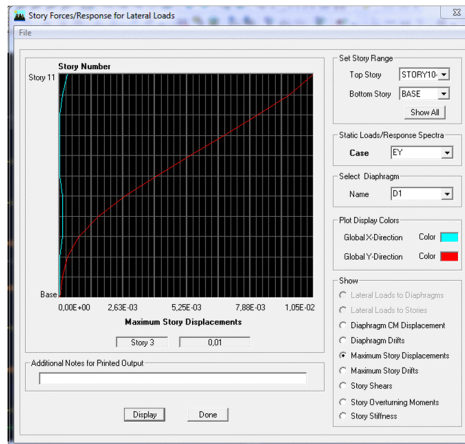 Story Forces/Response for Lateral Loads
File
Story Number
Story 11
Base
0,00E+00 2,63E-03 5,25E-03 7,88E-03 1,05E-02
Maximum Story Displacements
Story 3 0,01
Additional Notes for Printed Output
Display Done
Set Story Range
Top Story STORY10-
Bottom Story BASE
Show All
Static Loads/Response Spectra
Case EY
Select Diaphragm
Name D1
Plot Display Colors
Global X-Direction Color
Global Y-Direction Color
Show
Lateral Loads to Diaphragms
Lateral Loads to Stories
Diaphragm CM Displacement
Diaphragm Drifts
Maximum Story Displacements
Maximum Story Drifts
Story Shears
Story Overturning Moments
Story Stiffness